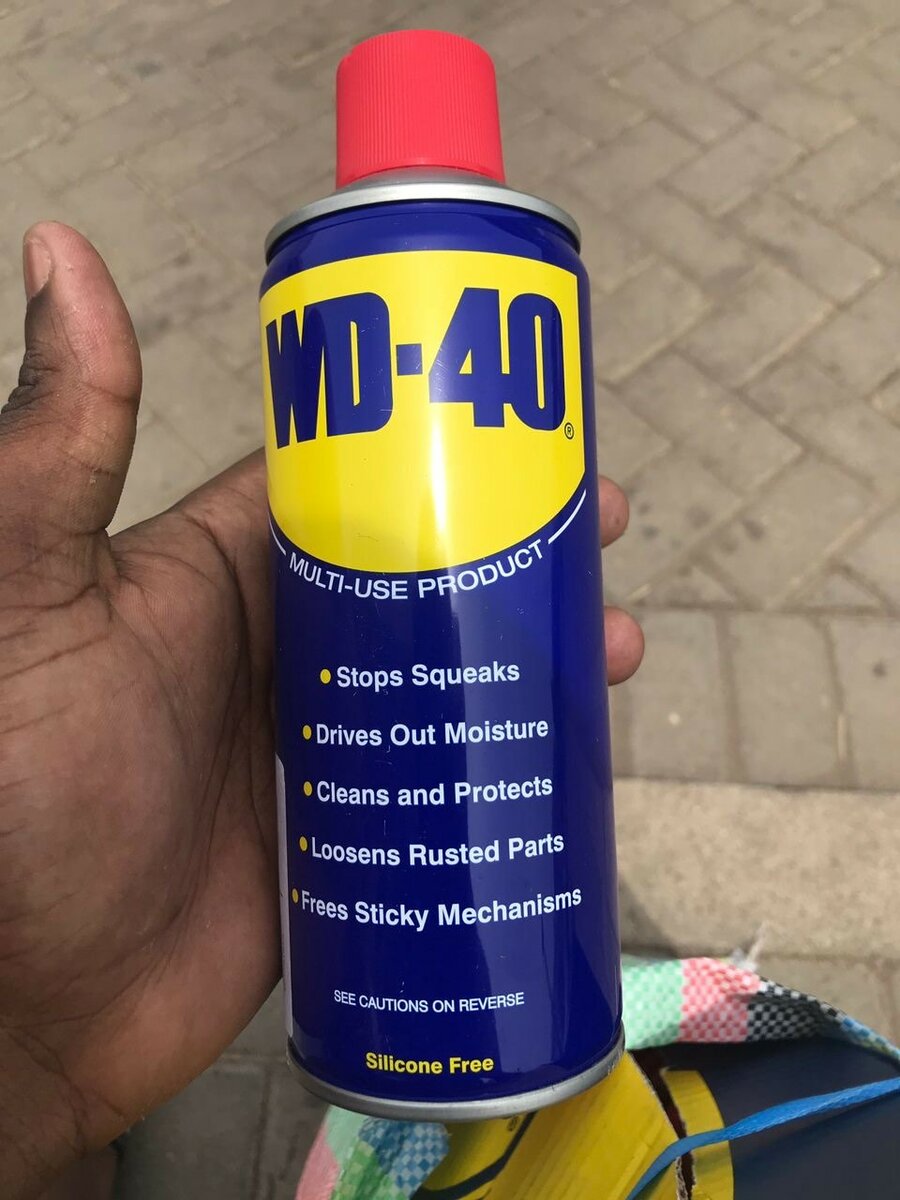 WD-40
®
MULTI-USE PRODUCT
Stops Squeaks
Drives Out Moisture
Cleans and Protects
Loosens Rusted Parts
Frees Sticky Mechanisms
SEE CAUTIONS ON REVERSE
Silicone Free